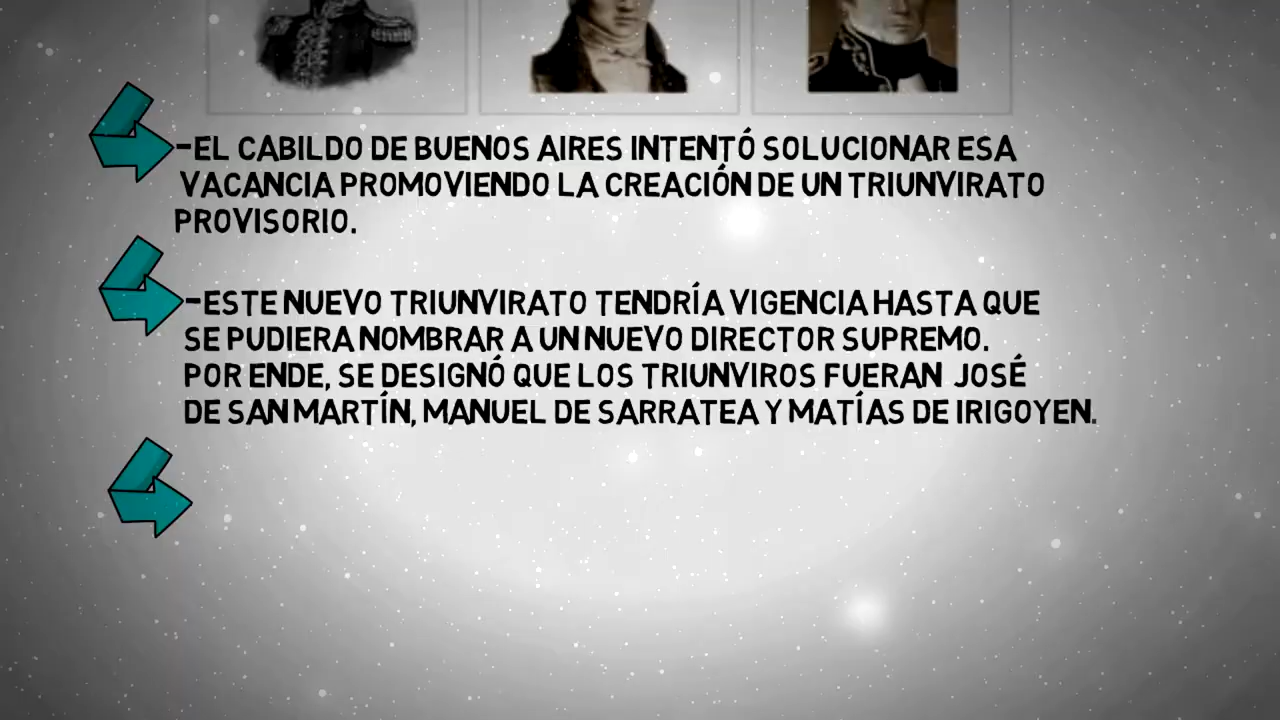 -EL CABILDO DE BUENOS AIRES INTENTÓ SOLUCIONAR ESA
VACANCIA PROMOVIENDO LA CREACIÓN DE UN TRIUNVIRATO
PROVISORIO.
-ESTE NUEVO TRIUNVIRATO TENDRÍA VIGENCIA HASTA QUE
SE PUDIERA NOMBRAR A UN NUEVO DIRECTOR SUPREMO.
POR ENDE, SE DESIGNÓ QUE LOS TRIUNVIROS FUERAN JOSÉ
DE SAN MARTÍN, MANUEL DE SARRATEA Y MATÍAS DE IRIGOYEN.